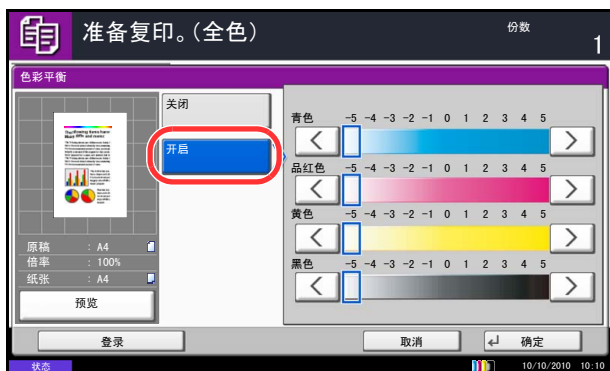 准备复印。(全色)
份数
1
色彩平衡
关闭
开启
青色 -5 -4 -3 -2 -1 0 1 2 3 4 5
品红色 -5 -4 -3 -2 -1 0 1 2 3 4 5
黄色 -5 -4 -3 -2 -1 0 1 2 3 4 5
黑色 -5 -4 -3 -2 -1 0 1 2 3 4 5
原稿 : A4
倍率 : 100%
纸张 : A4
预览
登录
取消
确定
状态
10/10/2010 10:10